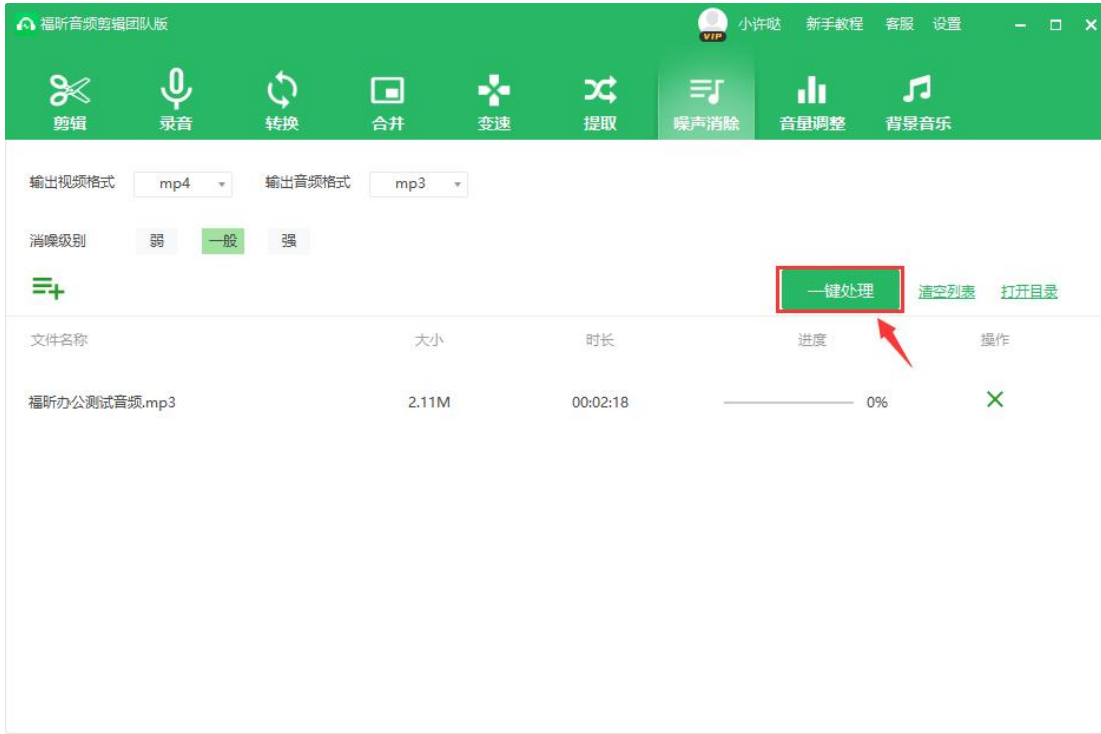 福昕音频剪辑团队版 VIP 小许哒 新手教程 客服 设置
剪辑 录音 转换 合并 变速 提取 噪声消除 音量调整 背景音乐
输出视频格式 mp4 输出音频格式 mp3
消噪级别 弱 一般 强
一键处理 清空列表 打开目录
文件名称 大小 时长 进度 操作
福昕办公测试音频.mp3 2.11M 00:02:18 0%